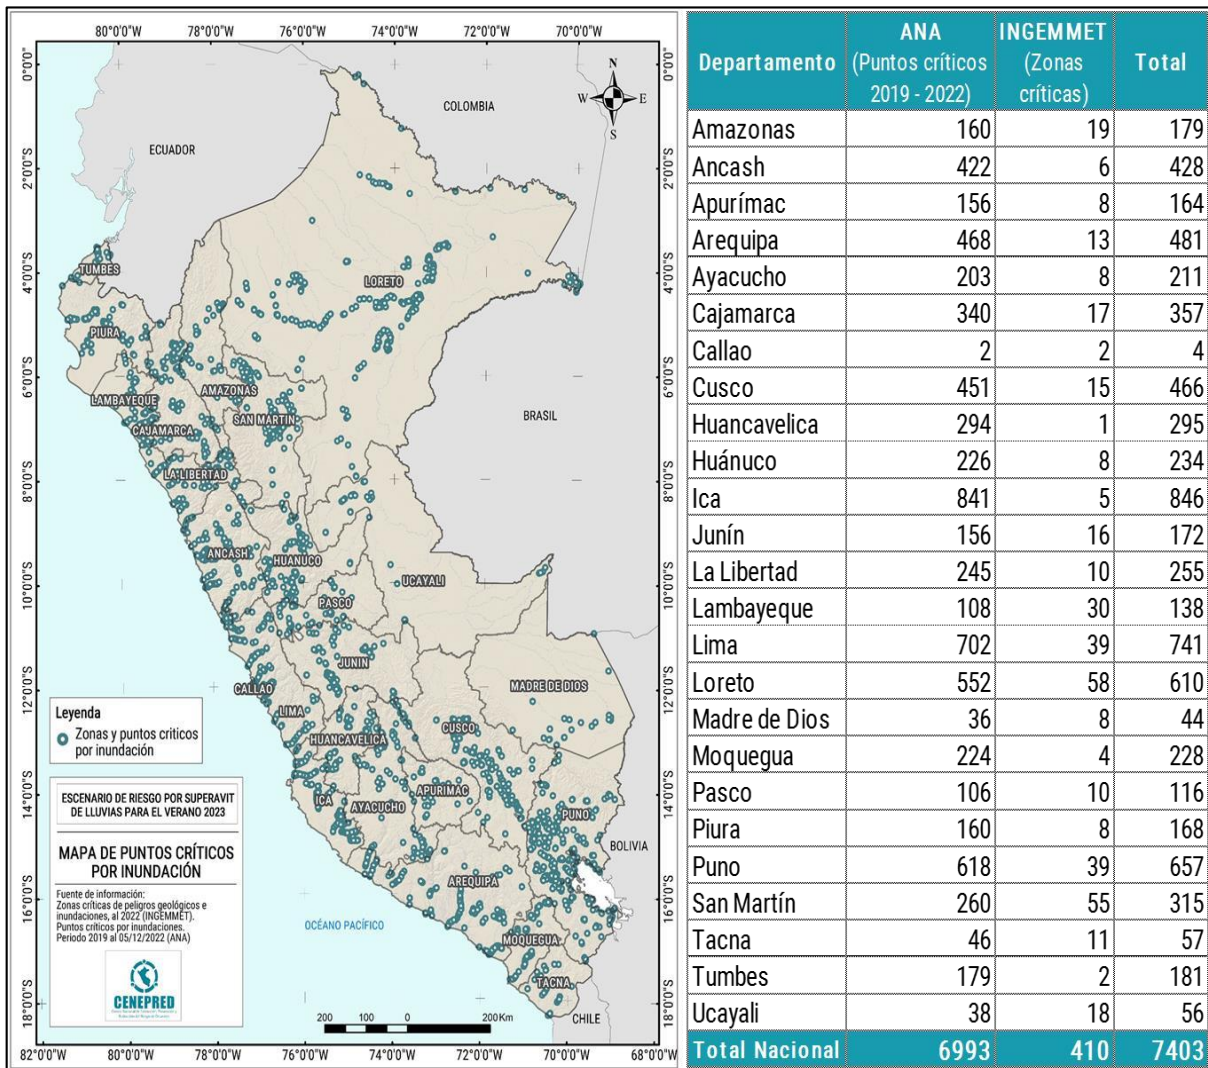 80°0'0"W 78°0'0"W 76°0'0"W 74°0'0"W 72°0'0"W 70°0'0"W
0°0'0"S
2°0'0"S
4°0'0"S
6°0'0"S
8°0'0"S
10°0'0"S
12°0'0"S
14°0'0"S
16°0'0"S
18°0'0"S
N
W E
S
COLOMBIA
ECUADOR
TUMBES
LORETO
PIURA
AMAZONAS
LAMBAYEQUE
SAN MARTIN
CAJAMARCA
BRASIL
LA LIBERTAD
ANCASH
HUANUCO
UCAYALI
PASCO
JUNIN
CALLAO
MADRE DE DIOS
LIMA
CUSCO
HUANCAVELICA
APURIMAC
ICA
AYACUCHO
PUNO
BOLIVIA
AREQUIPA
OCÉANO PACÍFICO
MOQUEGUA
TACNA
CHILE
Leyenda
Zonas y puntos criticos
por inundación
ESCENARIO DE RIESGO POR SUPERAVIT
DE LLUVIAS PARA EL VERANO 2023
MAPA DE PUNTOS CRÍTICOS
POR INUNDACIÓN
Fuente de información:
Zonas críticas de peligros geológicos e
inundaciones, al 2022 (INGEMMET).
Puntos críticos por inundaciones.
Periodo 2019 al 05/12/2022 (ANA)
CENEPRED
200 100 0 200 Km
82°0'0"W 80°0'0"W 78°0'0"W 76°0'0"W 74°0'0"W 72°0'0"W 70°0'0"W 68°0'0"W
0°0'0"S
2°0'0"S
4°0'0"S
6°0'0"S
8°0'0"S
10°0'0"S
12°0'0"S
14°0'0"S
16°0'0"S
18°0'0"S
Departamento ANA (Puntos críticos 2019 - 2022) INGEMMET (Zonas críticas) Total
Amazonas 160 19 179
Ancash 422 6 428
Apurímac 156 8 164
Arequipa 468 13 481
Ayacucho 203 8 211
Cajamarca 340 17 357
Callao 2 2 4
Cusco 451 15 466
Huancavelica 294 1 295
Huánuco 226 8 234
Ica 841 5 846
Junín 156 16 172
La Libertad 245 10 255
Lambayeque 108 30 138
Lima 702 39 741
Loreto 552 58 610
Madre de Dios 36 8 44
Moquegua 224 4 228
Pasco 106 10 116
Piura 160 8 168
Puno 618 39 657
San Martín 260 55 315
Tacna 46 11 57
Tumbes 179 2 181
Ucayali 38 18 56
Total Nacional 6993 410 7403